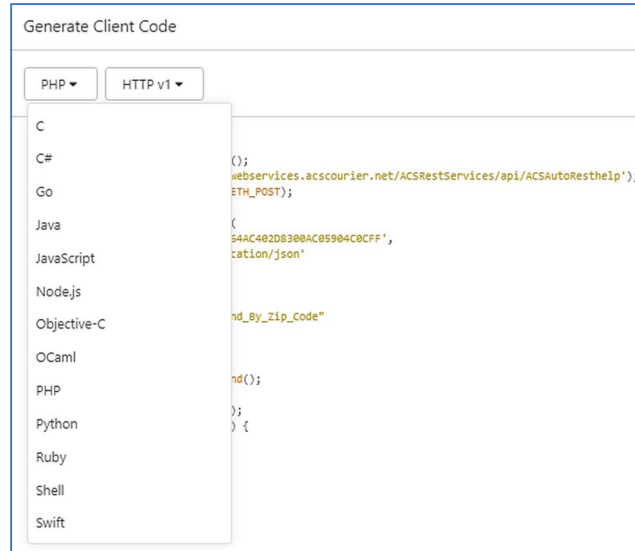 Generate Client Code
PHP HTTP v1
C
C#
Go
Java
JavaScript
Node.js
Objective-C
OCaml
PHP
Python
Ruby
Shell
Swift
();
webservices.acscourier.net/ACSRestServices/api/ACSAutoResthelp');
ETH_POST);
(
64AC402D8300AC05904C0CFF',
cation/json'
nd_By_Zip_Code"
nd();
);
) {